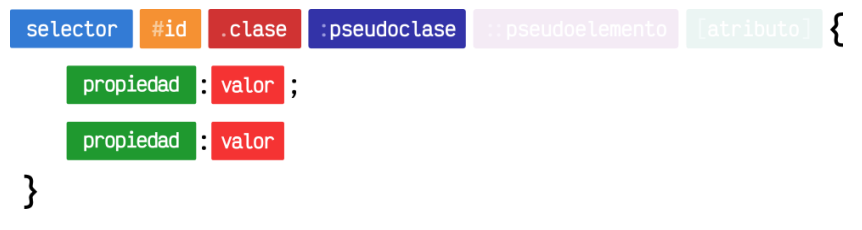 selector #id .clase :pseudoclase ::pseudoelemento [atributo] {
propiedad : valor ;
propiedad : valor
}